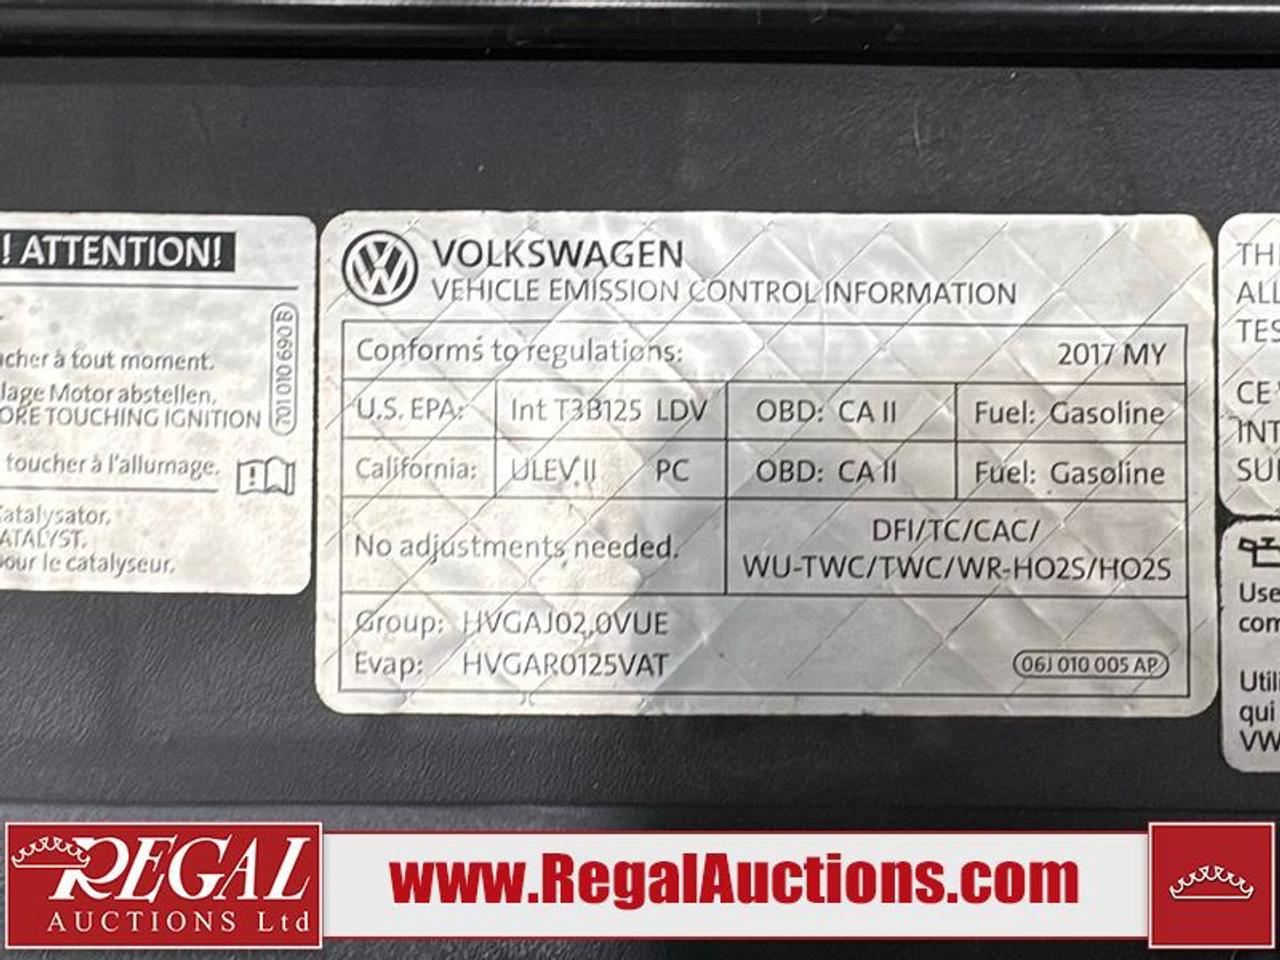 ! ATTENTION!
701 010 690 B
cher à tout moment.
lage Motor abstellen.
ORE TOUCHING IGNITION
toucher à l'allumage.
atalysator.
ATALYST.
our le catalyseur.
VOLKSWAGEN
VEHICLE EMISSION CONTROL INFORMATION
Conforms to regulations: 2017 MY
U.S. EPA: Int T3B125 LDV OBD: CA II Fuel: Gasoline
California: ULEV II PC OBD: CA II Fuel: Gasoline
No adjustments needed.
DFI/TC/CAC/
WU-TWC/TWC/WR-HO2S/HO2S
Group: HVGAJ02.0VUE
Evap: HVGAR0125VAT
06J 010 005 AP
TH
ALL
TES
CE
INT
SU
Use
com
Utili
qui
VW
REGAL
AUCTIONS Ltd
www.RegalAuctions.com